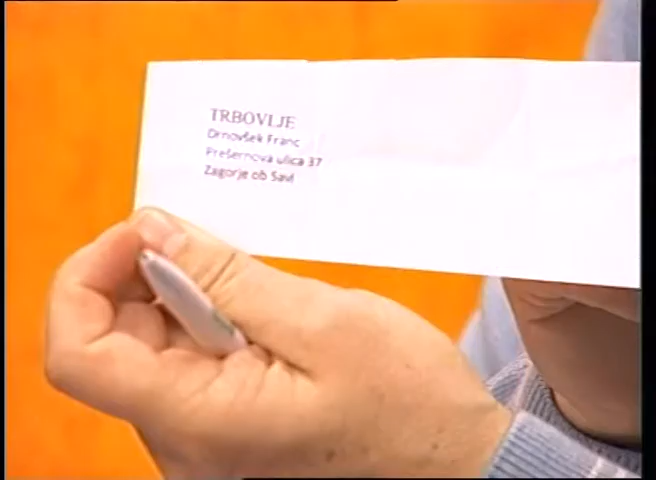 TRBOVLJE
Drnovšek Franc
Prešernova ulica 37
Zagorje ob Savi